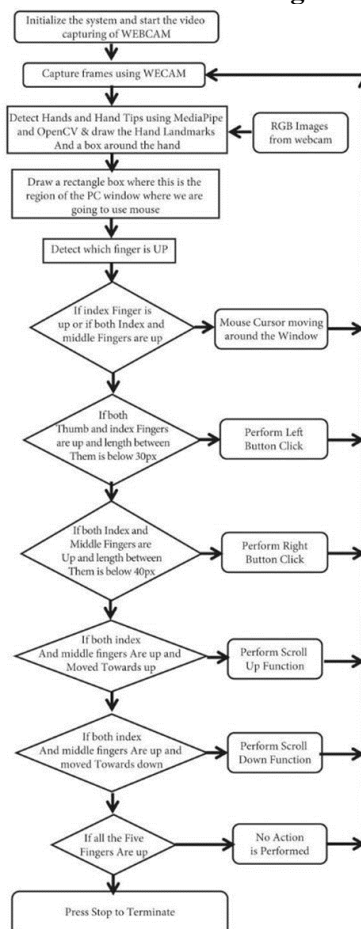 Initialize the system and start the video
capturing of WEBCAM
Capture frames using WECAM
Detect Hands and Hand Tips using MediaPipe
and OpenCV & draw the Hand Landmarks
And a box around the hand
RGB Images
from webcam
Draw a rectangle box where this is the
region of the PC window where we are
going to use mouse
Detect which finger is UP
If index Finger is
up or if both Index and
middle Fingers are up
Mouse Cursor moving
around the Window
If both
Thumb and index Fingers
are up and length between
Them is below 30px
Perform Left
Button Click
If both Index and
Middle Fingers are
Up and length between
Them is below 40px
Perform Right
Button Click
If both index
And middle fingers Are up and
Moved Towards up
Perform Scroll
Up Function
If both index
And middle fingers Are up and
moved Towards down
Perform Scroll
Down Function
If all the Five
Fingers Are up
No Action
is Performed
Press Stop to Terminate